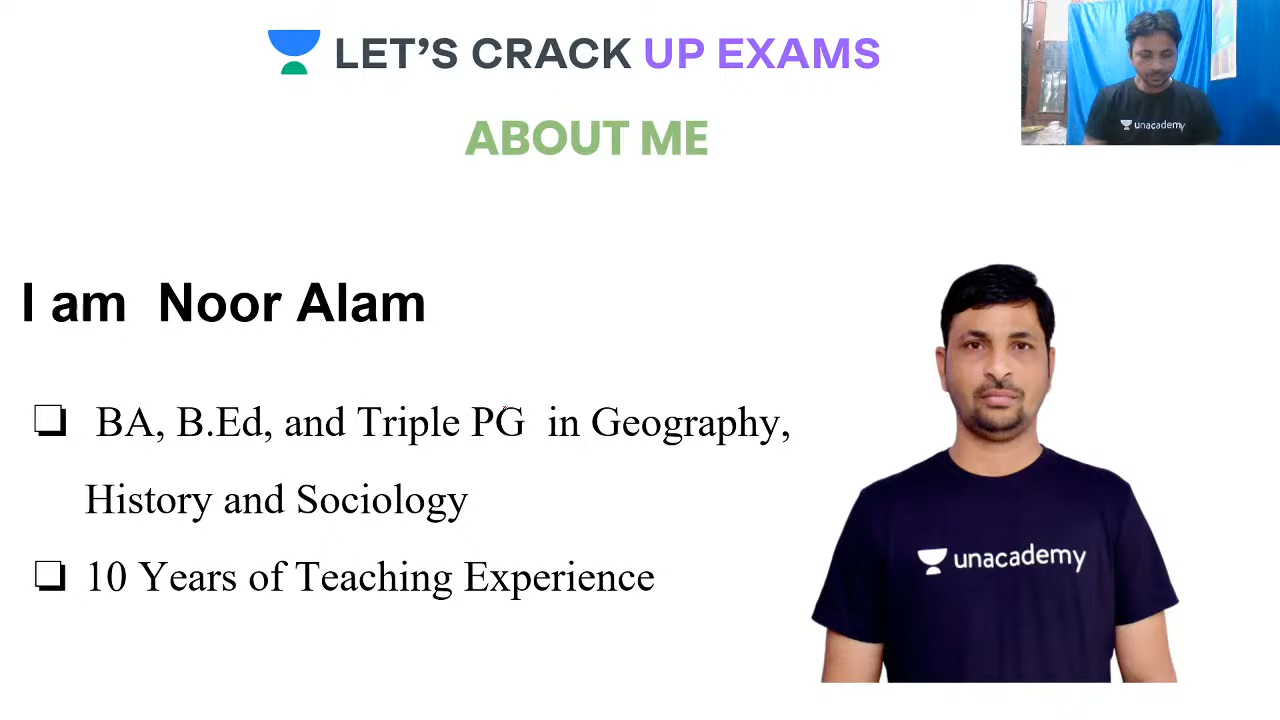 LET'S CRACK UP EXAMS
unacademy
ABOUT ME
I am  Noor Alam
❑ BA, B.Ed, and Triple PG  in Geography,
History and Sociology
❑ 10 Years of Teaching Experience
unacademy